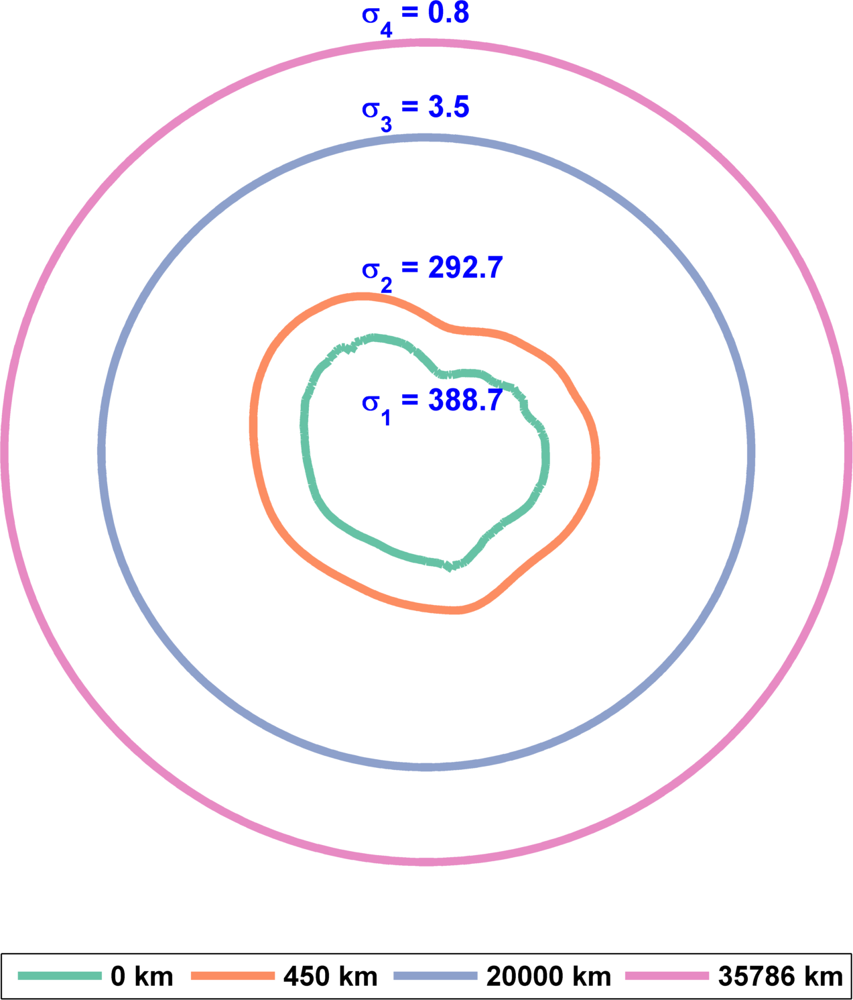 σ4 = 0.8
σ3 = 3.5
σ2 = 292.7
σ1 = 388.7
0 km 450 km 20000 km 35786 km